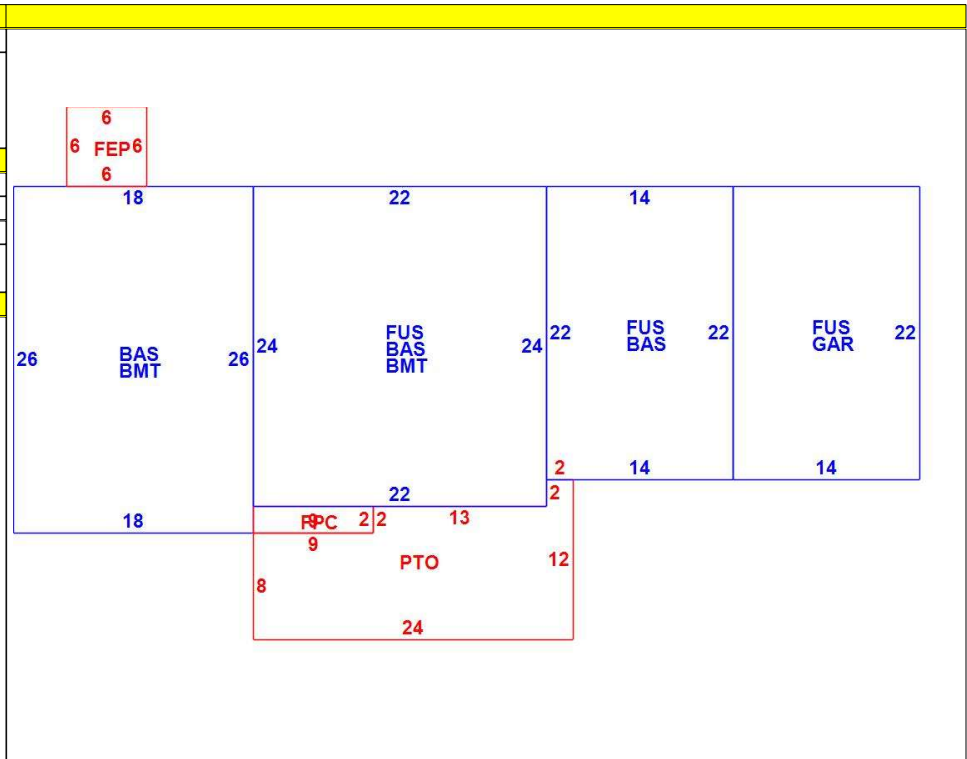 6
6 FEP 6
6
18 22 14
26 BAS BMT 26
24 FUS BAS BMT 24
22 FUS BAS 22
FUS GAR 22
2 14 14
22 2
18
9 2 2 13
9
PTO 12
8
24